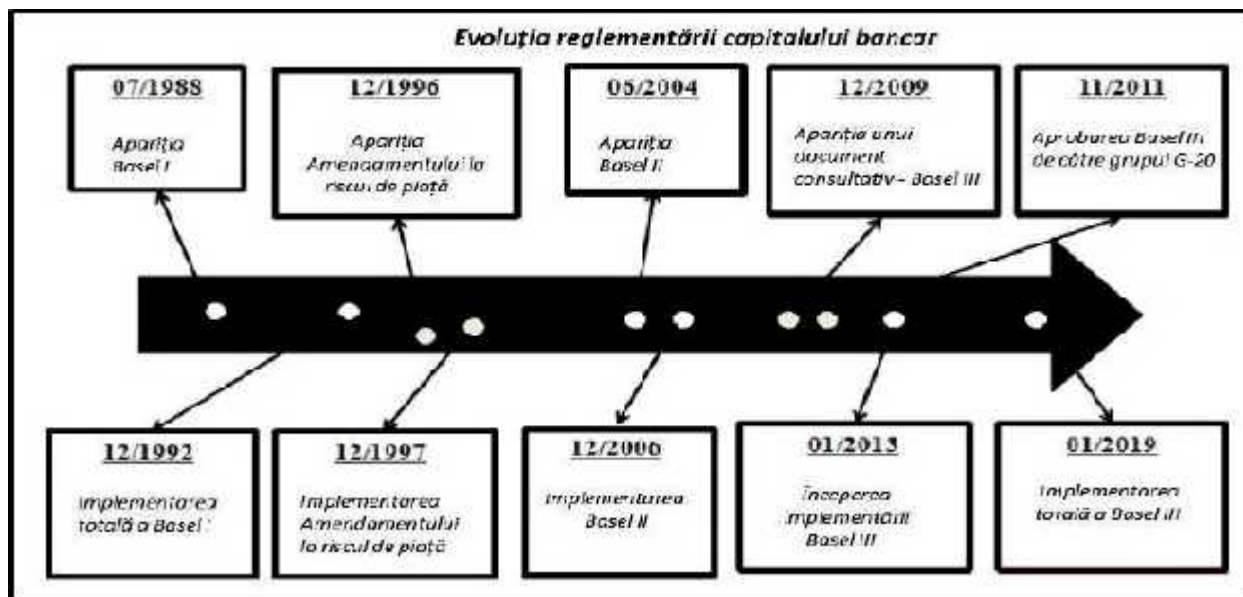 Evoluția reglementării capitalului bancar
07/1988
Apariția
Basel I
12/1996
Apariția
Amendamentului la
riscul de piață
06/2004
Apariția
Basel II
12/2009
Apariția unui
document
consultativ – Basel III
11/2011
Aprobarea Basel III
de către grupul G-20
12/1992
Implementarea
totală a Basel I
12/1997
Implementarea
Amendamentului
la riscul de piață
12/2006
Implementarea
Basel II
01/2013
Începerea
implementării
Basel III
01/2019
Implementarea
totală a Basel III